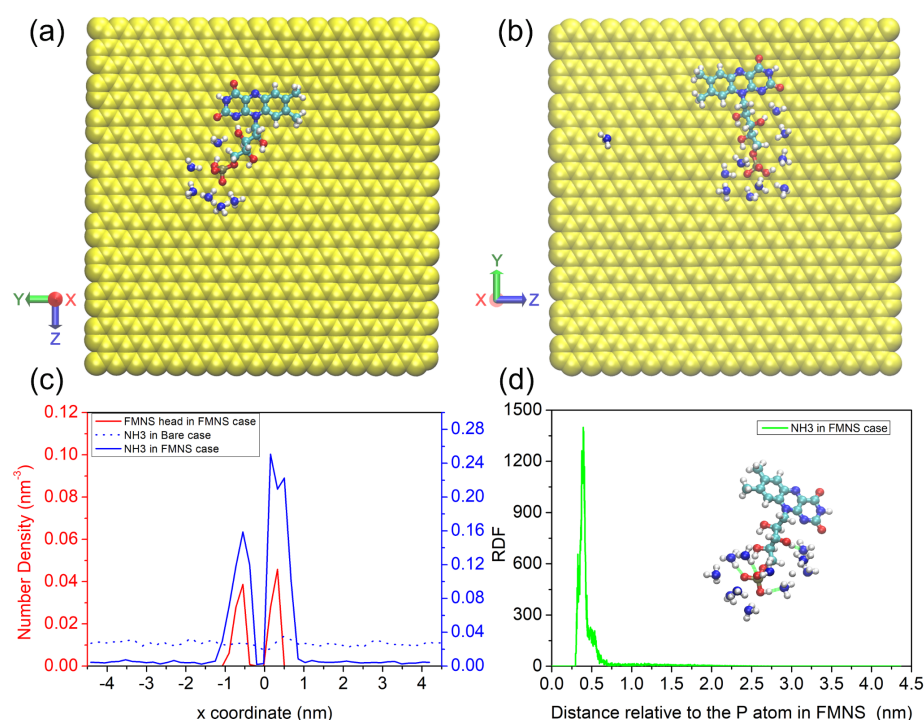 (a)
(b)
Y X
Z
Y
X Z
(c)
FMNS head in FMNS case
NH3 in Bare case
NH3 in FMNS case
Number Density (nm-3)
0.12
0.10
0.08
0.06
0.04
0.02
0.00
0.28
0.24
0.20
0.16
0.12
0.08
0.04
0.00
-4 -3 -2 -1 0 1 2 3 4
x coordinate (nm)
(d)
NH3 in FMNS case
RDF
1500
1200
900
600
300
0
0.0 0.5 1.0 1.5 2.0 2.5 3.0 3.5 4.0 4.5
Distance relative to the P atom in FMNS (nm)